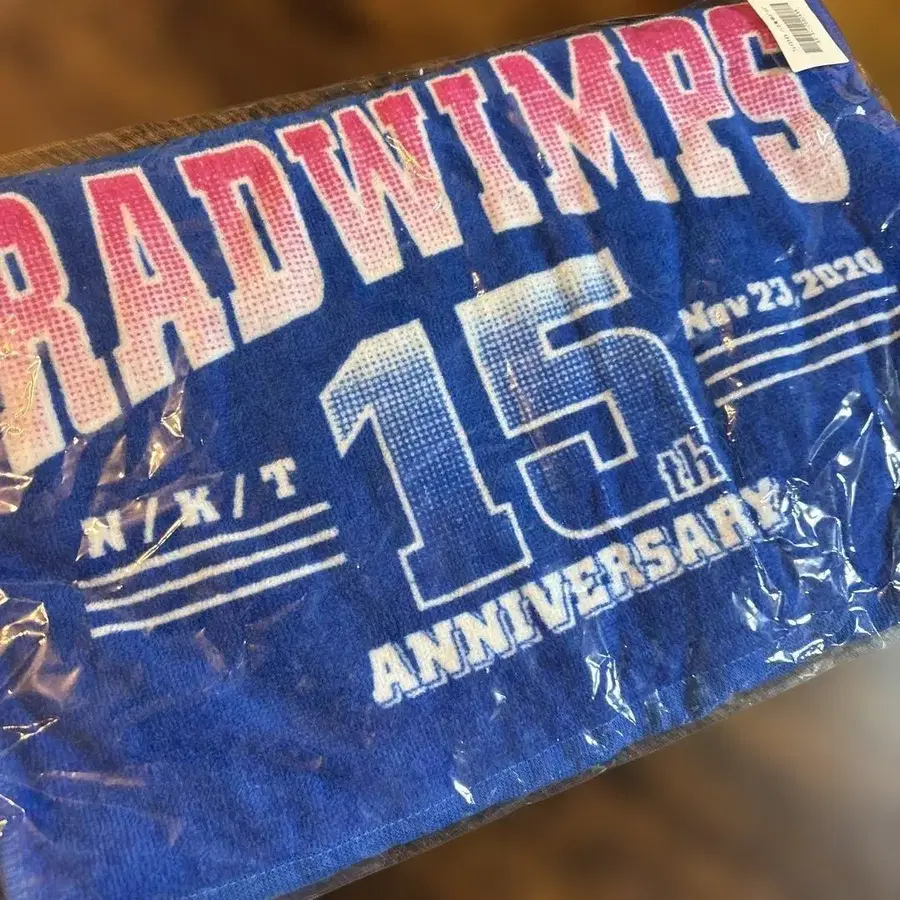 RADWIMPS
15th
Nov 23, 2020
N / K / T
ANNIVERSARY